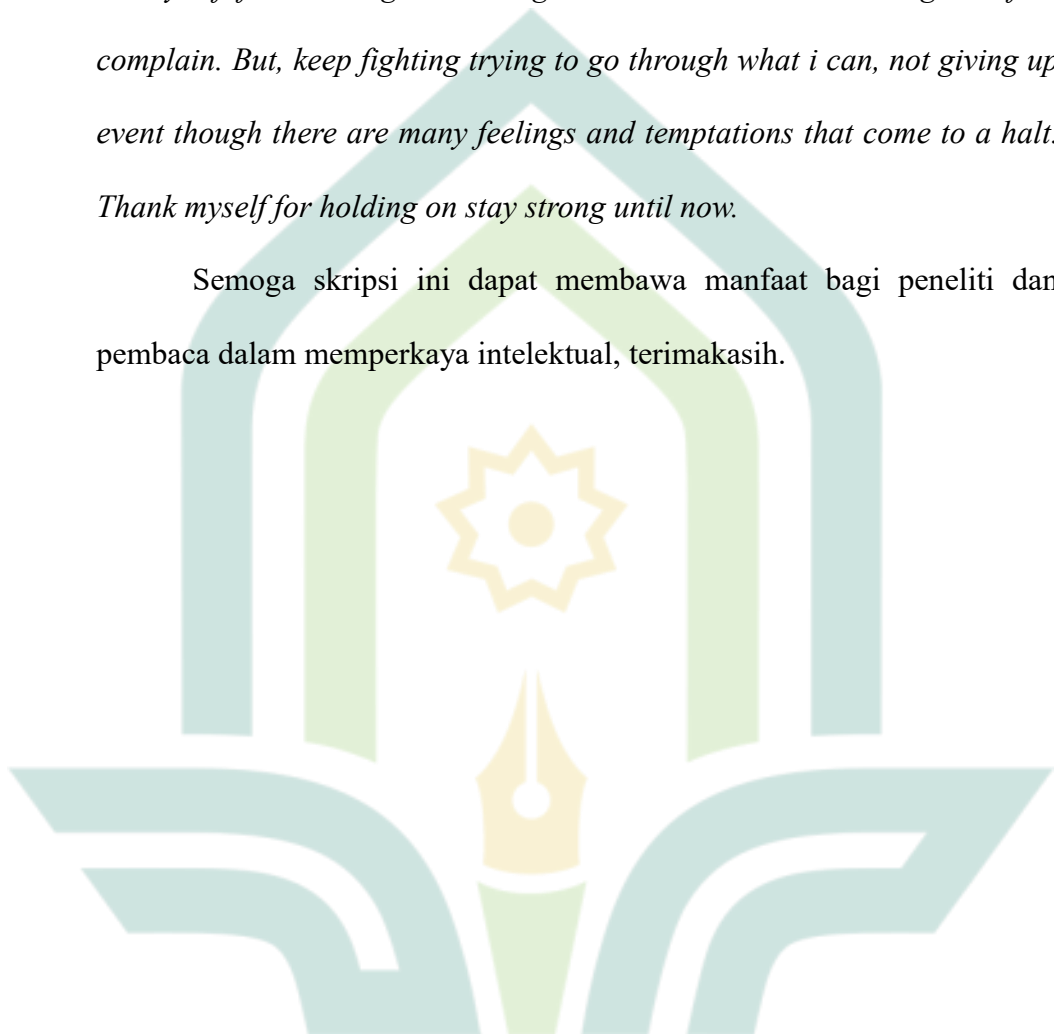 complain. But, keep fighting trying to go through what i can, not giving up
event though there are many feelings and temptations that come to a halt.
Thank myself for holding on stay strong until now.
Semoga skripsi ini dapat membawa manfaat bagi peneliti dan
pembaca dalam memperkaya intelektual, terimakasih.